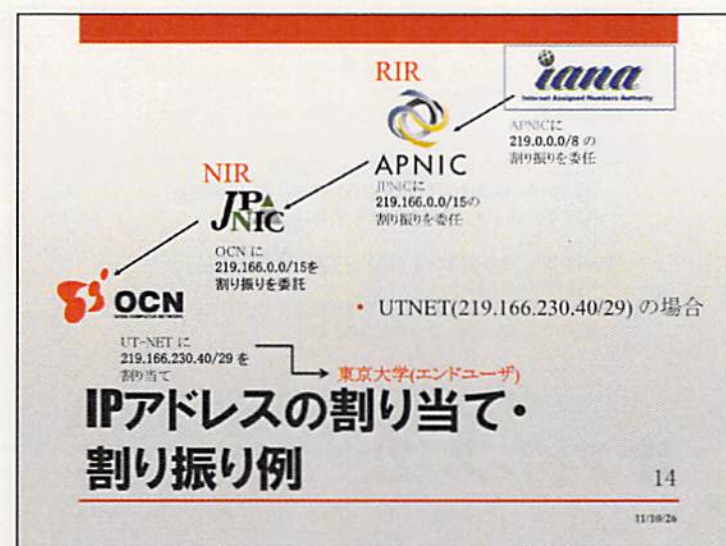 RIR
iana
Internet Assigned Numbers Authority
APNICに
219.0.0.0/8 の
割り振りを委任
APNIC
NIR
JPNICに
219.166.0.0/15の
割り振りを委任
JPNIC
OCN に
219.166.0.0/15を
割り振りを委託
OCN
OPEN COMPUTER NETWORK
• UTNET(219.166.230.40/29) の場合
UT-NET に
219.166.230.40/29 を
割り当て
東京大学(エンドユーザ)
IPアドレスの割り当て・
割り振り例
14
11/10/26